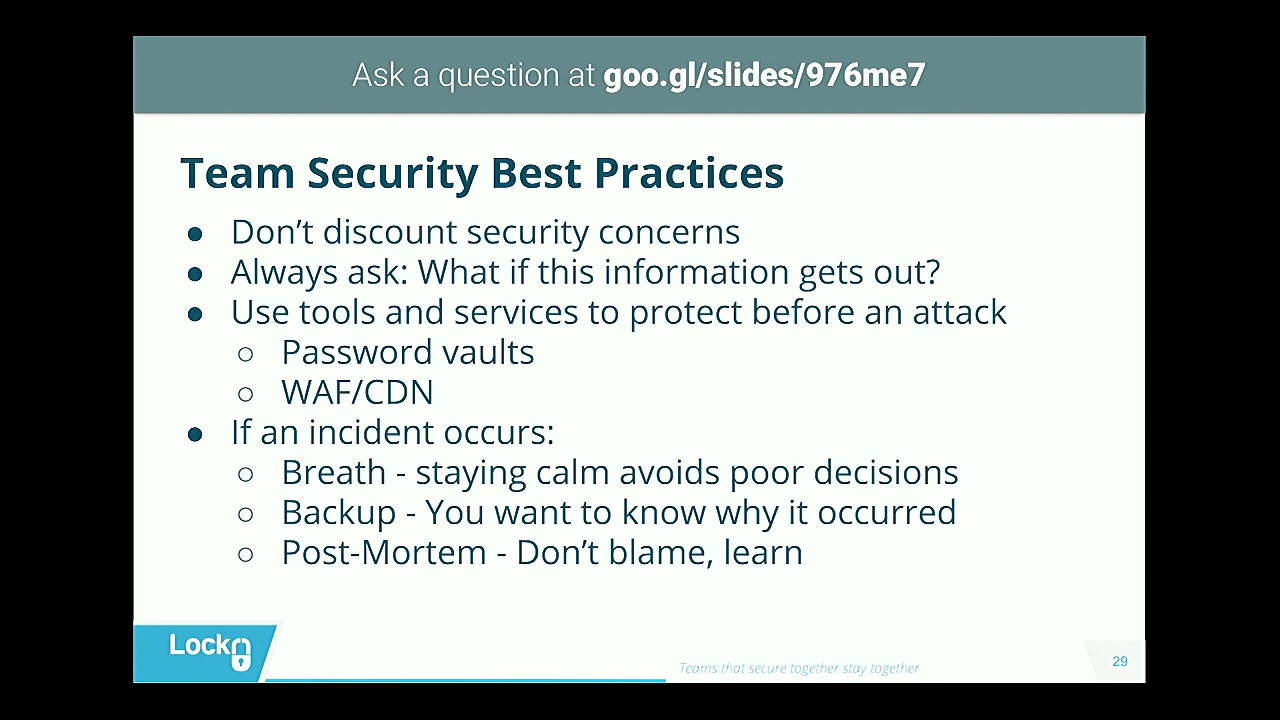 Ask a question at goo.gl/slides/976me7
Team Security Best Practices
● Don’t discount security concerns
● Always ask: What if this information gets out?
● Use tools and services to protect before an attack
○ Password vaults
○ WAF/CDN
● If an incident occurs:
○ Breath - staying calm avoids poor decisions
○ Backup - You want to know why it occurred
○ Post-Mortem - Don’t blame, learn
Lockr
Teams that secure together stay together
29